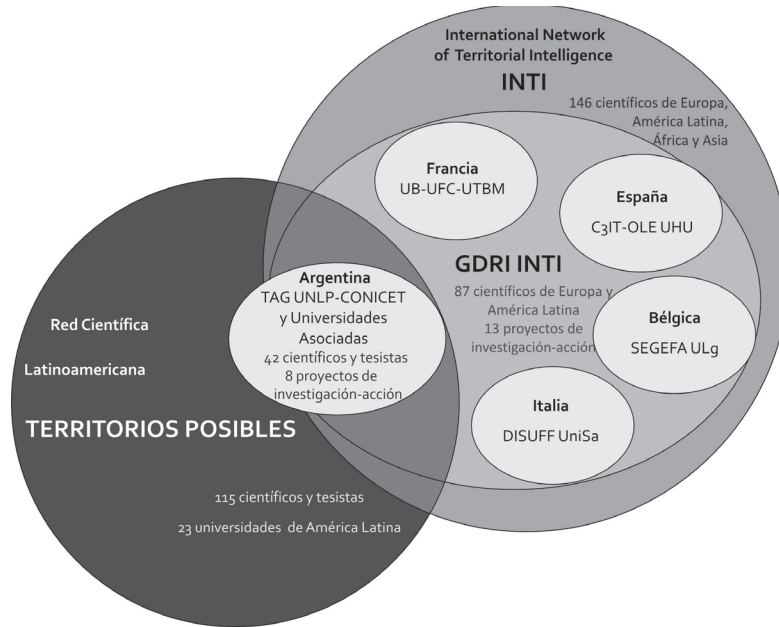 International Network
of Territorial Intelligence
INTI
146 científicos de Europa,
América Latina,
África y Asia
Francia
UB-UFC-UTBM
España
C3IT-OLE UHU
GDRI INTI
87 científicos de Europa y
América Latina
13 proyectos de
investigación-acción
Bélgica
SEGEFA ULg
Italia
DISUFF UniSa
Argentina
TAG UNLP-CONICET
y Universidades
Asociadas
42 científicos y tesistas
8 proyectos de
investigación-acción
Red Científica
Latinoamericana
TERRITORIOS POSIBLES
115 científicos y tesistas
23 universidades de América Latina